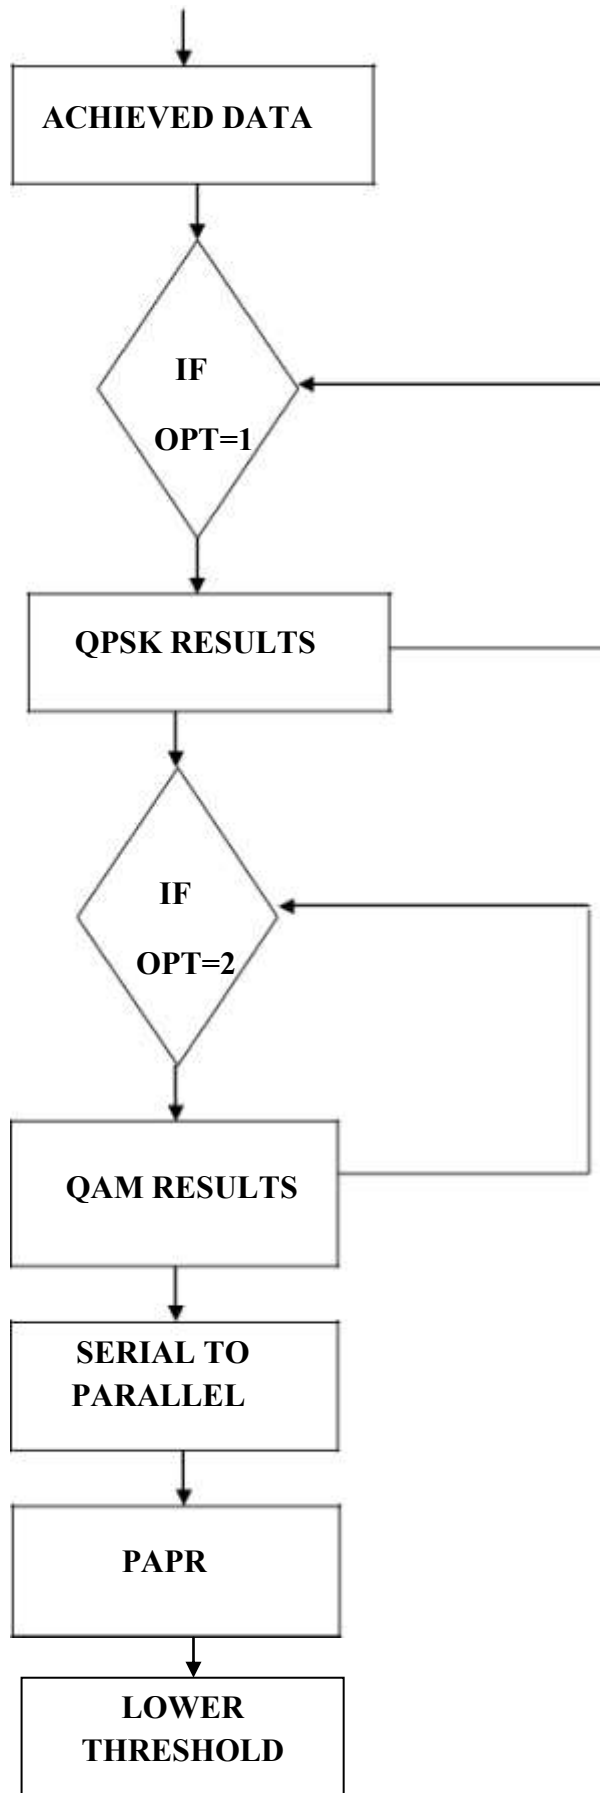 ACHIEVED DATA
IF
OPT=1
QPSK RESULTS
IF
OPT=2
QAM RESULTS
SERIAL TO
PARALLEL
PAPR
LOWER
THRESHOLD